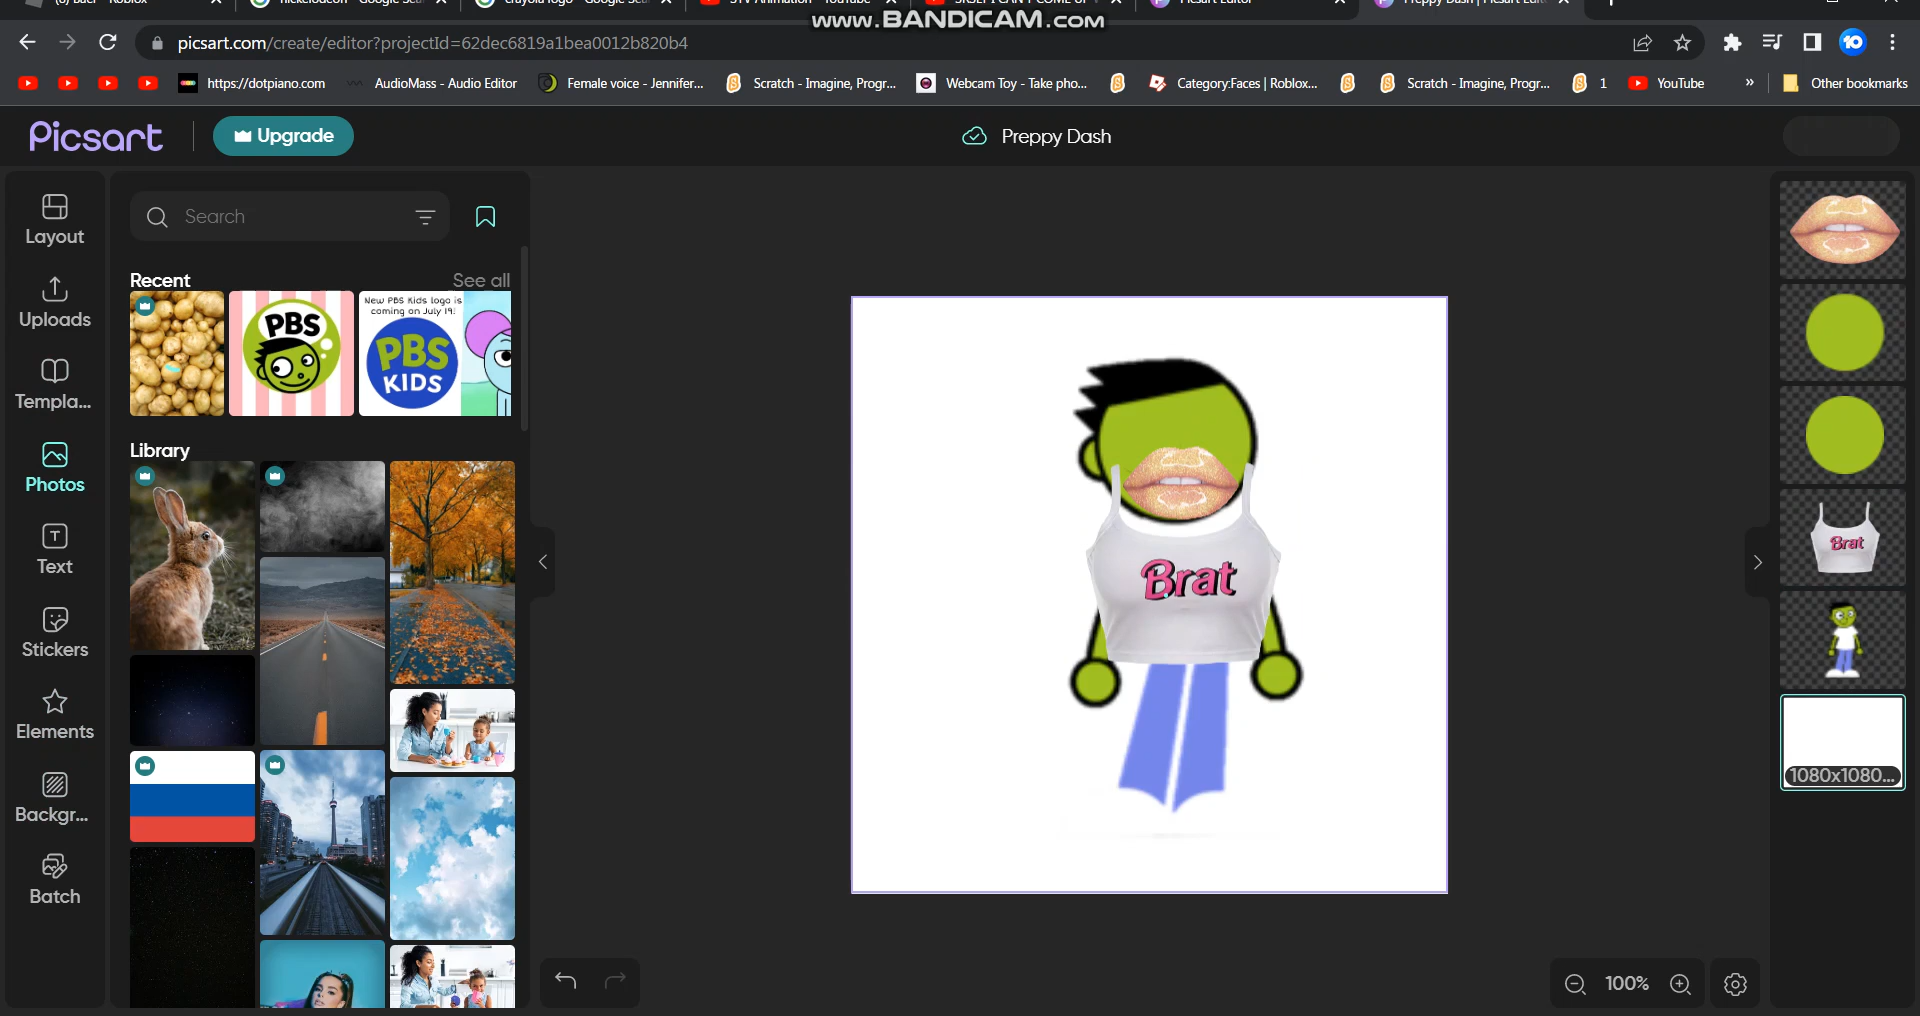 www.BANDICAM.com
picsart.com/create/editor?projectId=62dec6819a1bea0012b820b4
https://dotpiano.com
AudioMass - Audio Editor
Female voice - Jennifer...
Scratch - Imagine, Progr...
Webcam Toy - Take pho...
Category:Faces | Roblox...
Scratch - Imagine, Progr...
1
YouTube
»
Other bookmarks
Picsart
Upgrade
Preppy Dash
Layout
Uploads
Templa...
Photos
Text
Stickers
Elements
Backgr...
Batch
Search
Recent
See all
PBS
New PBS Kids logo is
coming on July 19!
PBS
KIDS
Library
Brat
Brat
1080x1080...
100%